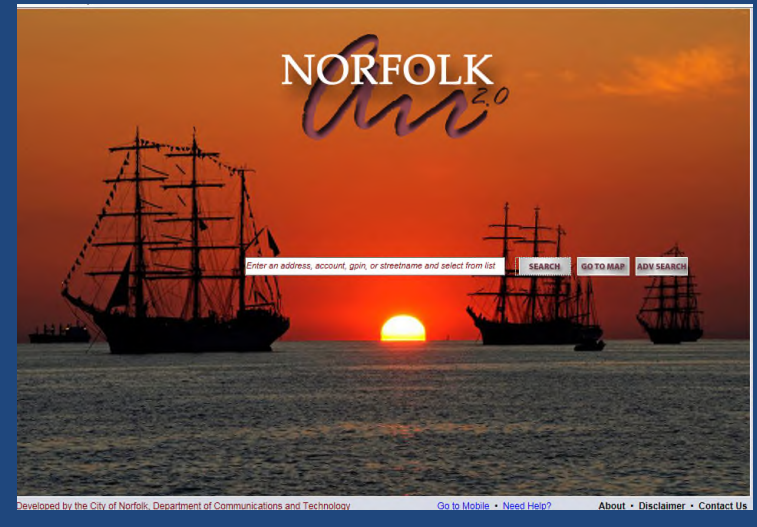 NORFOLK
air 2.0
Enter an address, account, gpin, or streetname and select from list SEARCH GO TO MAP ADV SEARCH
Developed by the City of Norfolk, Department of Communications and Technology Go to Mobile • Need Help? About • Disclaimer • Contact Us